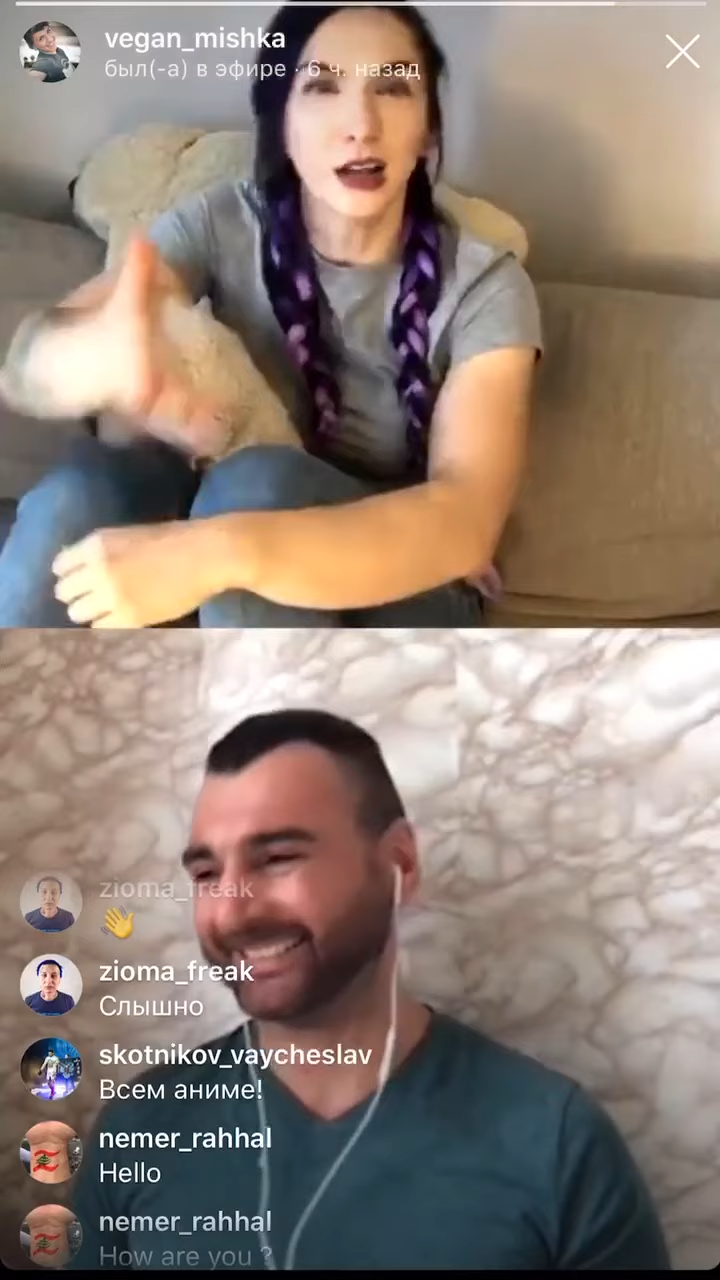 vegan_mishka
был(-а) в эфире · 6 ч. назад
zioma_freak
👋
zioma_freak
Слышно
skotnikov_vaycheslav
Всем аниме!
nemer_rahhal
Hello
nemer_rahhal
How are you ?